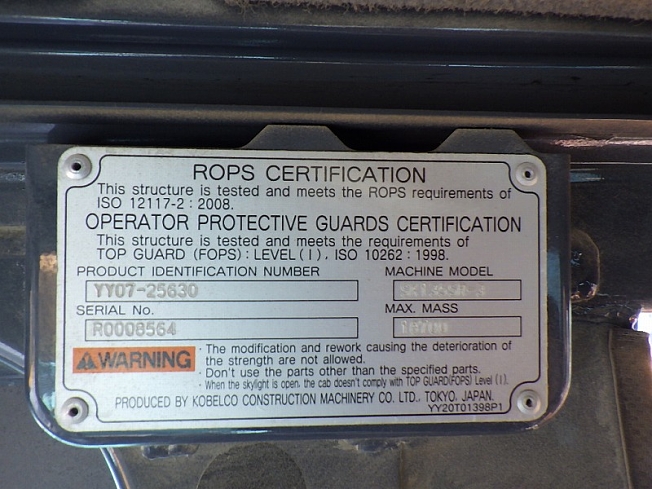 ROPS CERTIFICATION
This structure is tested and meets the ROPS requirements of
ISO 12117-2 : 2008.
OPERATOR PROTECTIVE GUARDS CERTIFICATION
This structure is tested and meets the requirements of
TOP GUARD (FOPS) : LEVEL ( I ), ISO 10262 : 1998.
PRODUCT IDENTIFICATION NUMBER
MACHINE MODEL
YY07-25630
SERIAL No.
MAX. MASS
R0008564
WARNING
· The modification and rework causing the deterioration of
the strength are not allowed.
· Don't use the parts other than the specified parts.
· When the skylight is open, the cab doesn't comply with TOP GUARD(FOPS) Level ( I ).
PRODUCED BY KOBELCO CONSTRUCTION MACHINERY CO. LTD., TOKYO, JAPAN.
YY20T01398P1